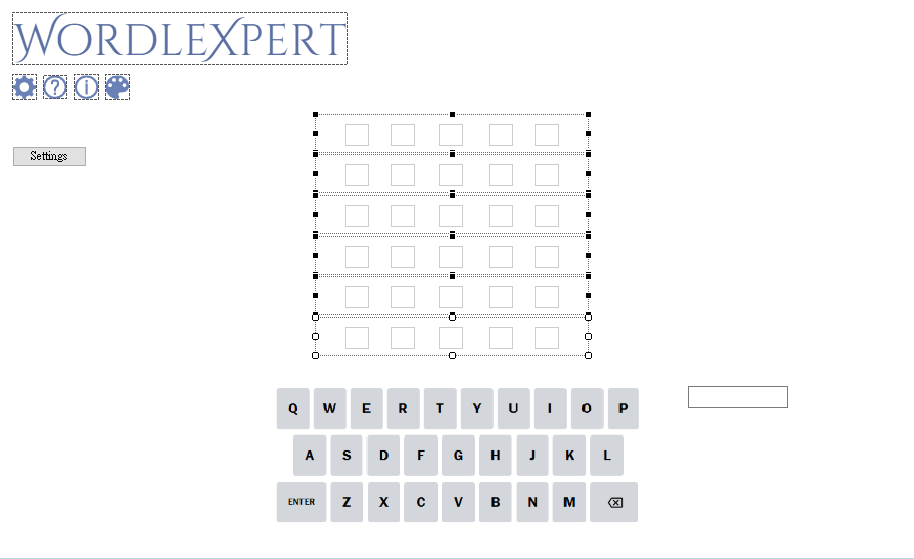 WORDLEXPERT
Settings
Q W E R T Y U I O P
A S D F G H J K L
ENTER Z X C V B N M